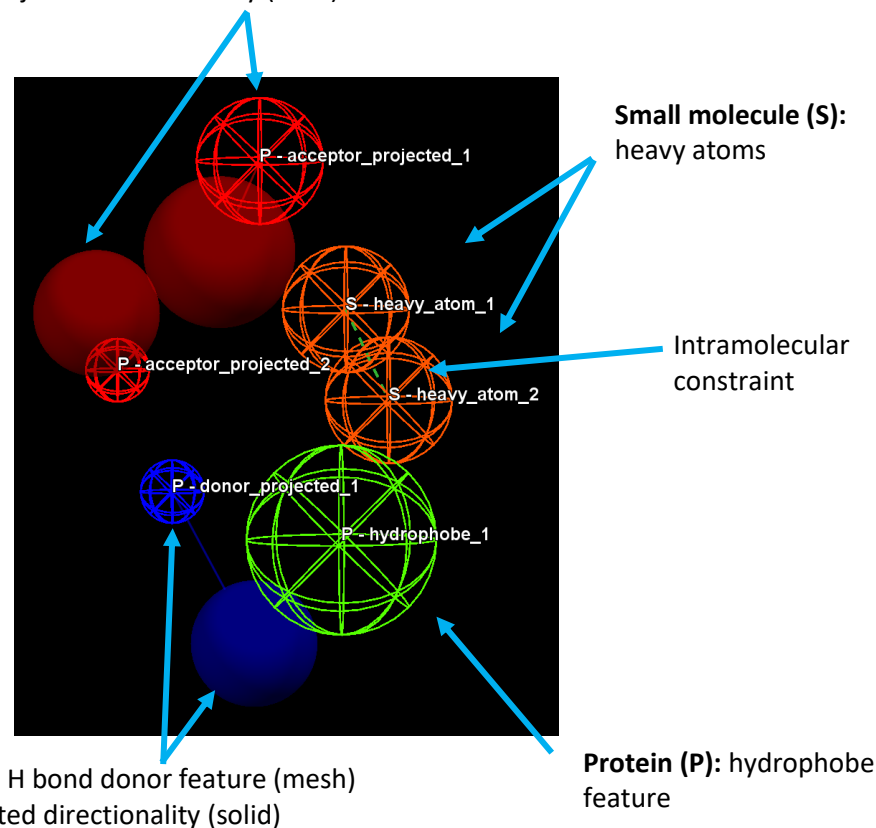 P - acceptor_projected_1
Small molecule (S):
heavy atoms
S - heavy_atom_1
Intramolecular
constraint
P - acceptor_projected_2
S - heavy_atom_2
P - donor_projected_1
P - hydrophobe_1
H bond donor feature (mesh)
directionality (solid)
Protein (P): hydrophobe
feature